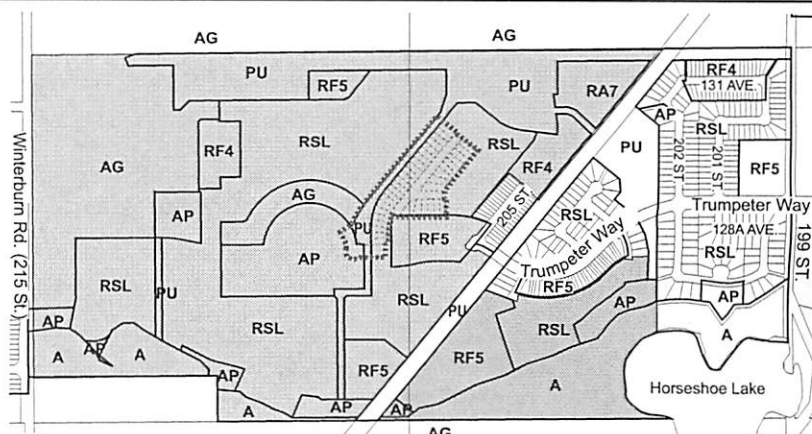 AG
AG
PU
RF5
PU
RA7
RF4
131 AVE.
AP
RSL
RSL
RSL
RF4
PU
202 ST.
201 ST.
RF5
AG
RF4
AG
AP
PU
RF5
205 ST.
RSL
Trumpeter Way
Trumpeter Way
128A AVE.
199 ST.
Winterburn Rd. (215 St.)
AP
RSL
PU
RSL
RF5
RSL
AP
AP
AP
RSL
PU
RSL
A
A
AP
A
AP
RF5
RF5
A
Horseshoe Lake
A
AP
AP
AG